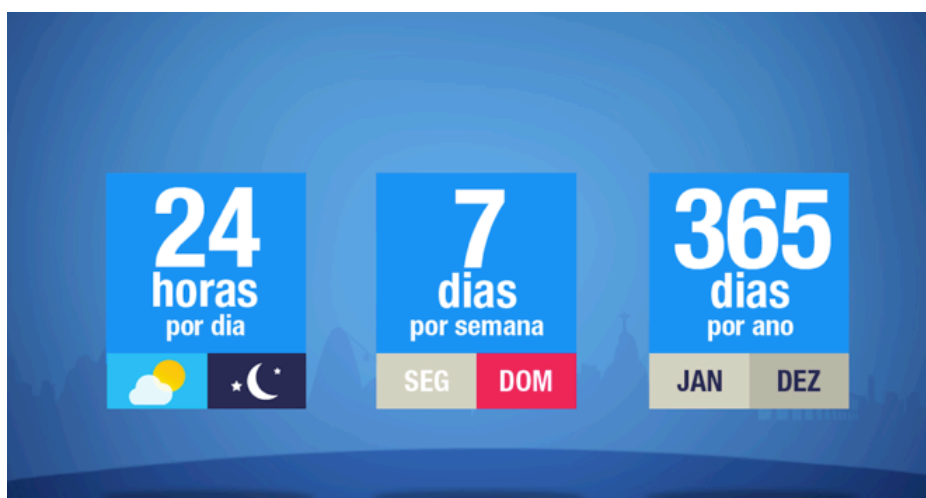 24
horas
por dia
7
dias
por semana
SEG DOM
365
dias
por ano
JAN DEZ